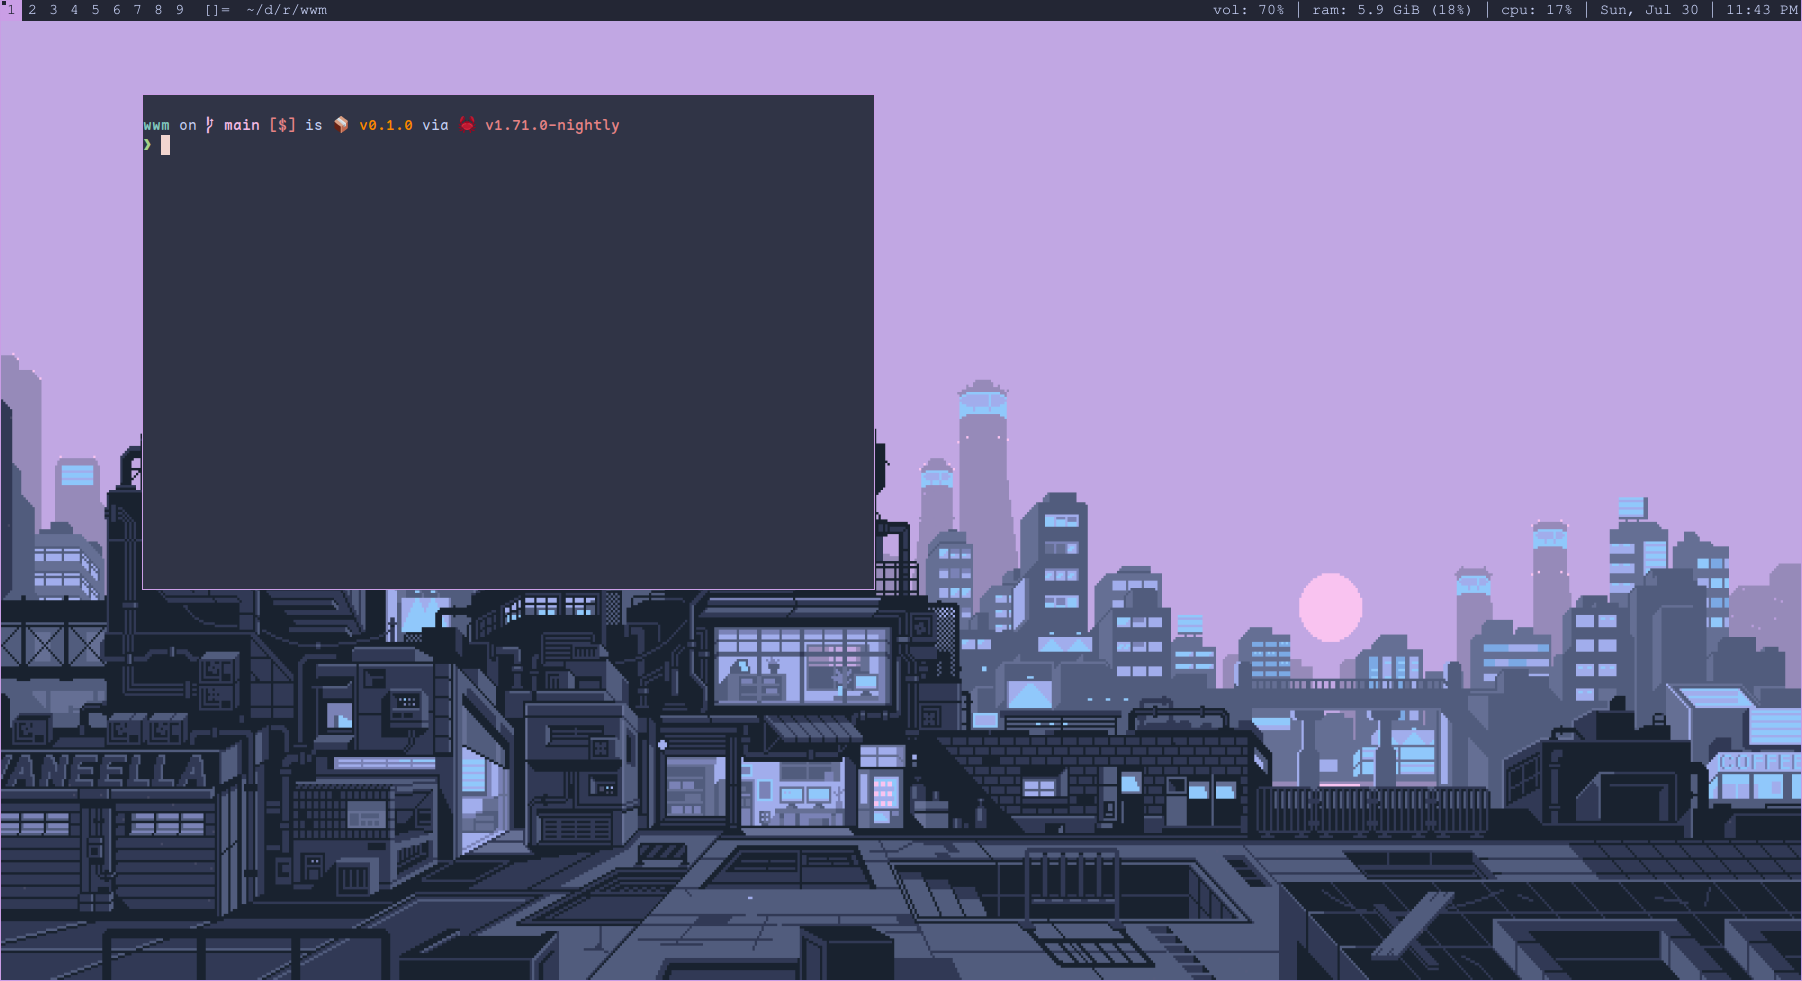 1 2 3 4 5 6 7 8 9 []= ~/d/r/wwm vol: 70% | ram: 5.9 GiB (18%) | cpu: 17% | Sun, Jul 30 | 11:43 PM
wwm on main [$] is v0.1.0 via v1.71.0-nightly
❯
VANEELLA
COFFEE